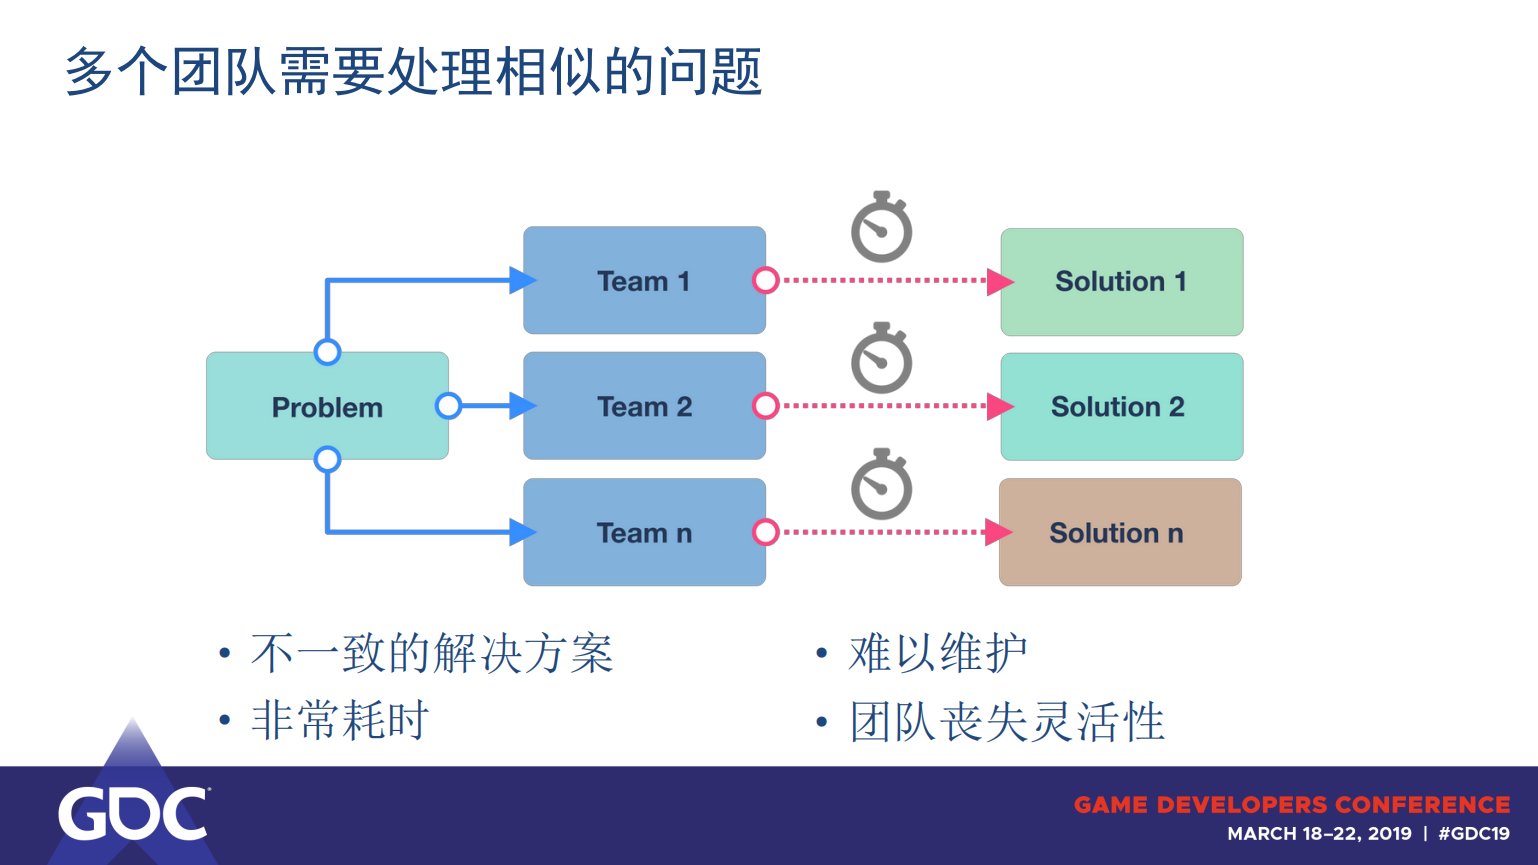 多个团队需要处理相似的问题
Team 1
Solution 1
Problem
Team 2
Solution 2
Team n
Solution n
• 不一致的解决方案
• 非常耗时
• 难以维护
• 团队丧失灵活性
GDC
GAME DEVELOPERS CONFERENCE
MARCH 18–22, 2019 | #GDC19